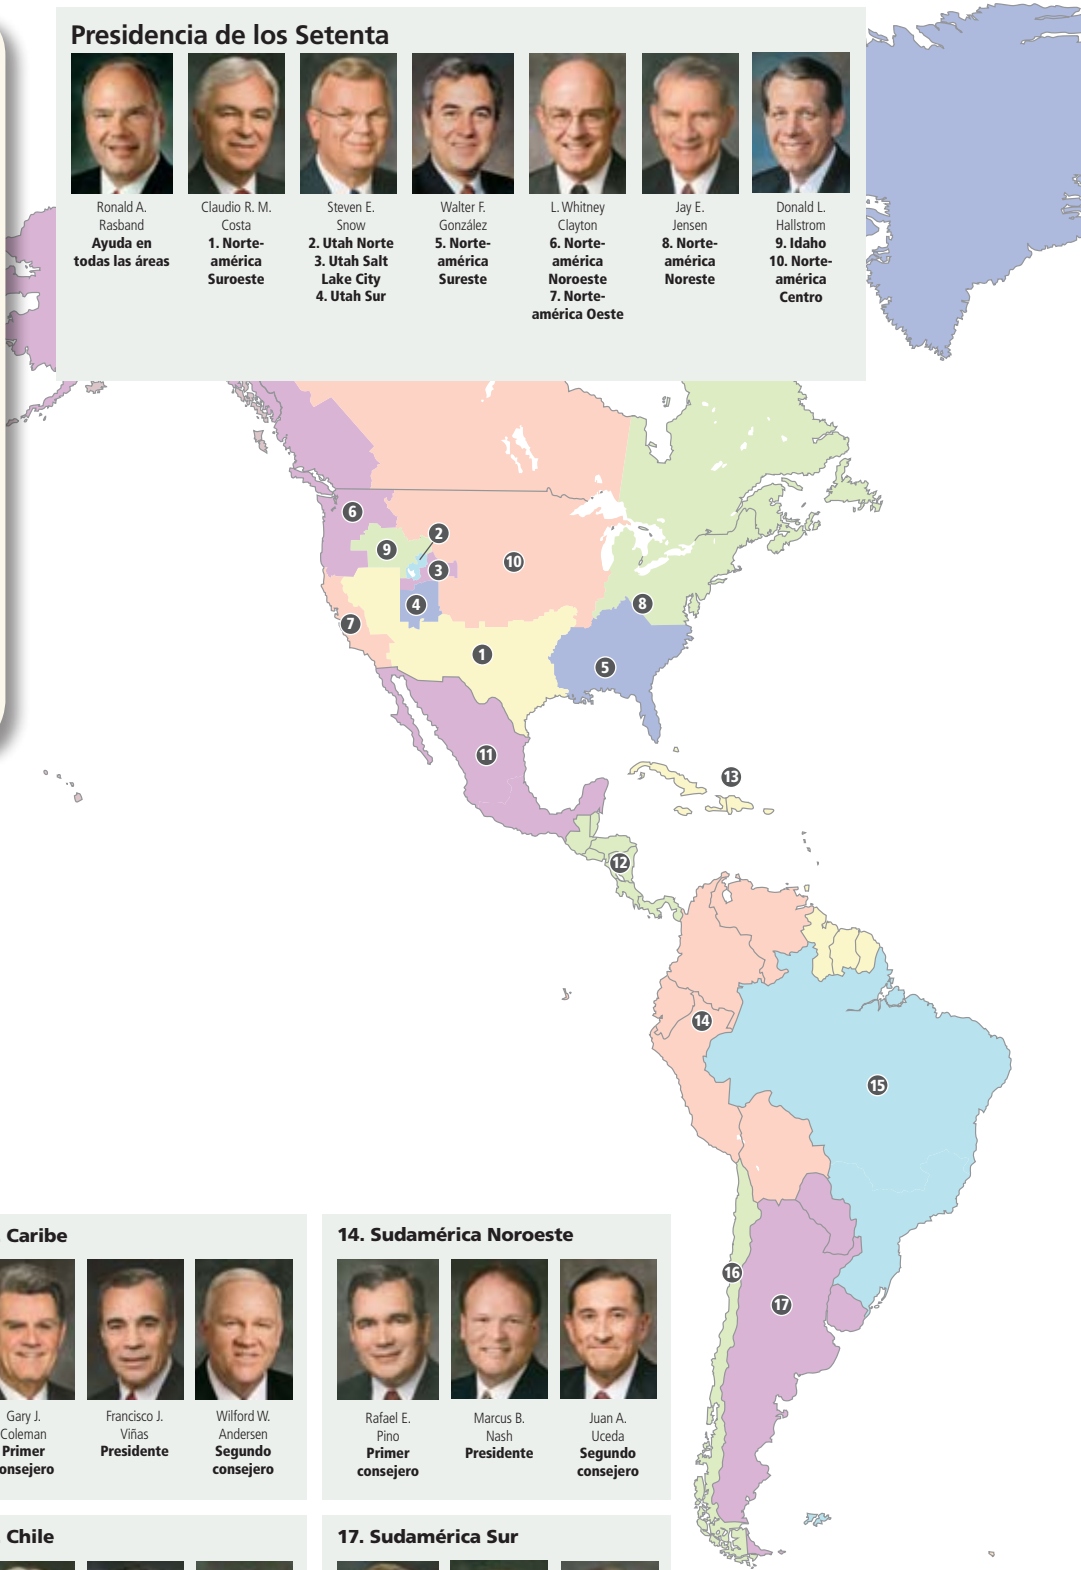 Presidencia de los Setenta
Ronald A.
Rasband
Ayuda en
todas las áreas
Claudio R. M.
Costa
1. Norte-
américa
Suroeste
Steven E.
Snow
2. Utah Norte
3. Utah Salt
Lake City
4. Utah Sur
Walter F.
González
5. Norte-
américa
Sureste
L. Whitney
Clayton
6. Norte-
américa
Noroeste
7. Norte-
américa Oeste
Jay E.
Jensen
8. Norte-
américa
Noreste
Donald L.
Hallstrom
9. Idaho
10. Norte-
américa
Centro
6
2
9
10
3
4
8
7
1
5
11
13
12
14
15
16
17
Caribe
Gary J.
Coleman
Primer
onsejero
Francisco J.
Viñas
Presidente
Wilford W.
Andersen
Segundo
consejero
14. Sudamérica Noroeste
Rafael E.
Pino
Primer
consejero
Marcus B.
Nash
Presidente
Juan A.
Uceda
Segundo
consejero
Chile
17. Sudamérica Sur